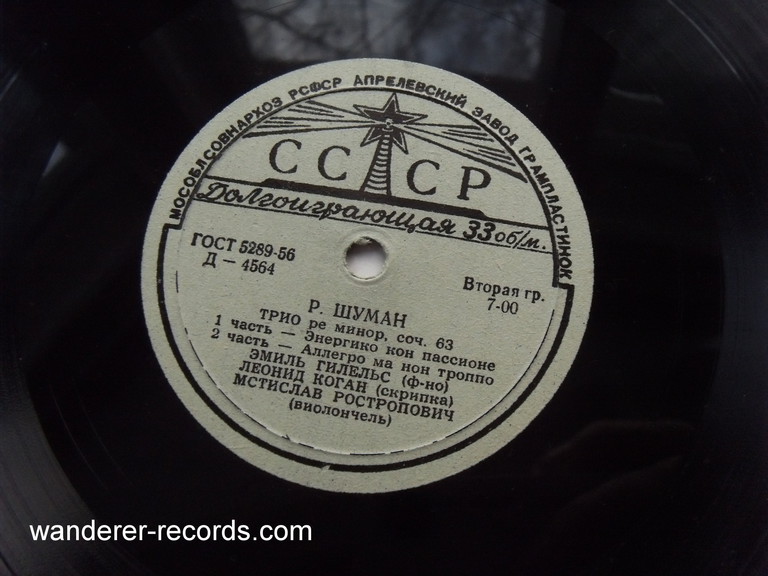 МОСОБЛСОВНАРХОЗ РСФСР АПРЕЛЕВСКИЙ ЗАВОД ГРАМПЛАСТИНОК
СССР
Долгоиграющая 33 об/м.
ГОСТ 5289-56
Д — 4564
Вторая гр.
7-00
Р. ШУМАН
ТРИО ре минор, соч. 63
1 часть — Энергико кон пассионе
2 часть — Аллегро ма нон троппо
ЭМИЛЬ ГИЛЕЛЬС (ф-но)
ЛЕОНИД КОГАН (скрипка)
МСТИСЛАВ РОСТРОПОВИЧ
(виолончель)
wanderer-records.com